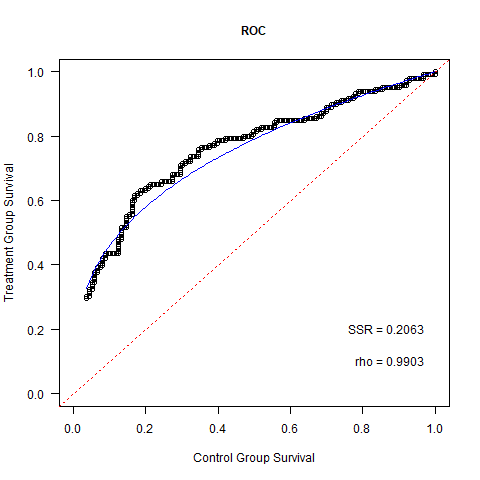 ROC
Treatment Group Survival
1.0
0.8
0.6
0.4
0.2
0.0
SSR = 0.2063
rho = 0.9903
0.0 0.2 0.4 0.6 0.8 1.0
Control Group Survival